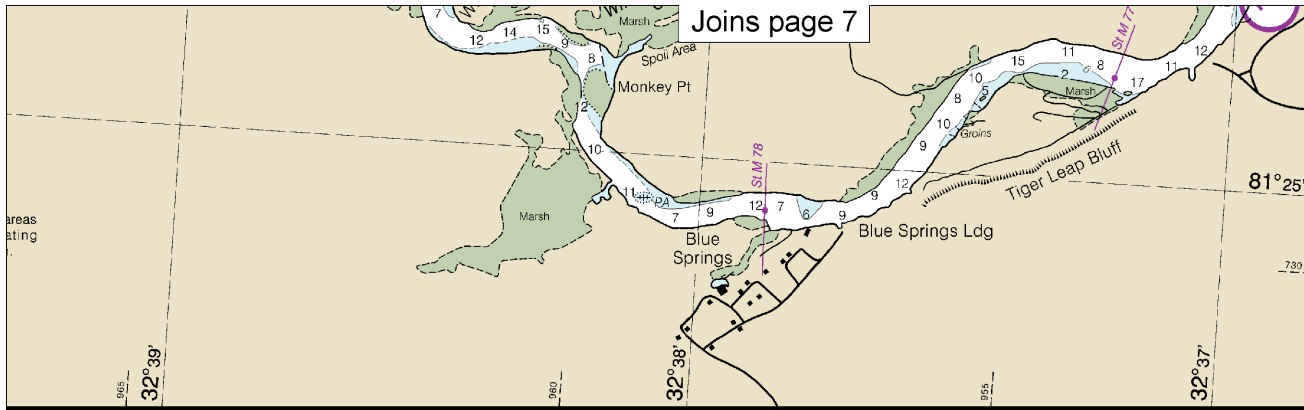 Joins page 7
St M 77
Marsh
7
12
14
15
9
8
Spoil Area
Monkey Pt
12
10
11
PA
7
9
12
7
6
9
9
12
9
10
8
10
5
Groins
15
11
2
6
8
Marsh
17
11
12
St M 78
Marsh
Tiger Leap Bluff
81°25'
areas
ating
Blue
Springs
Blue Springs Ldg
730
965
32°39'
960
32°38'
955
32°37'